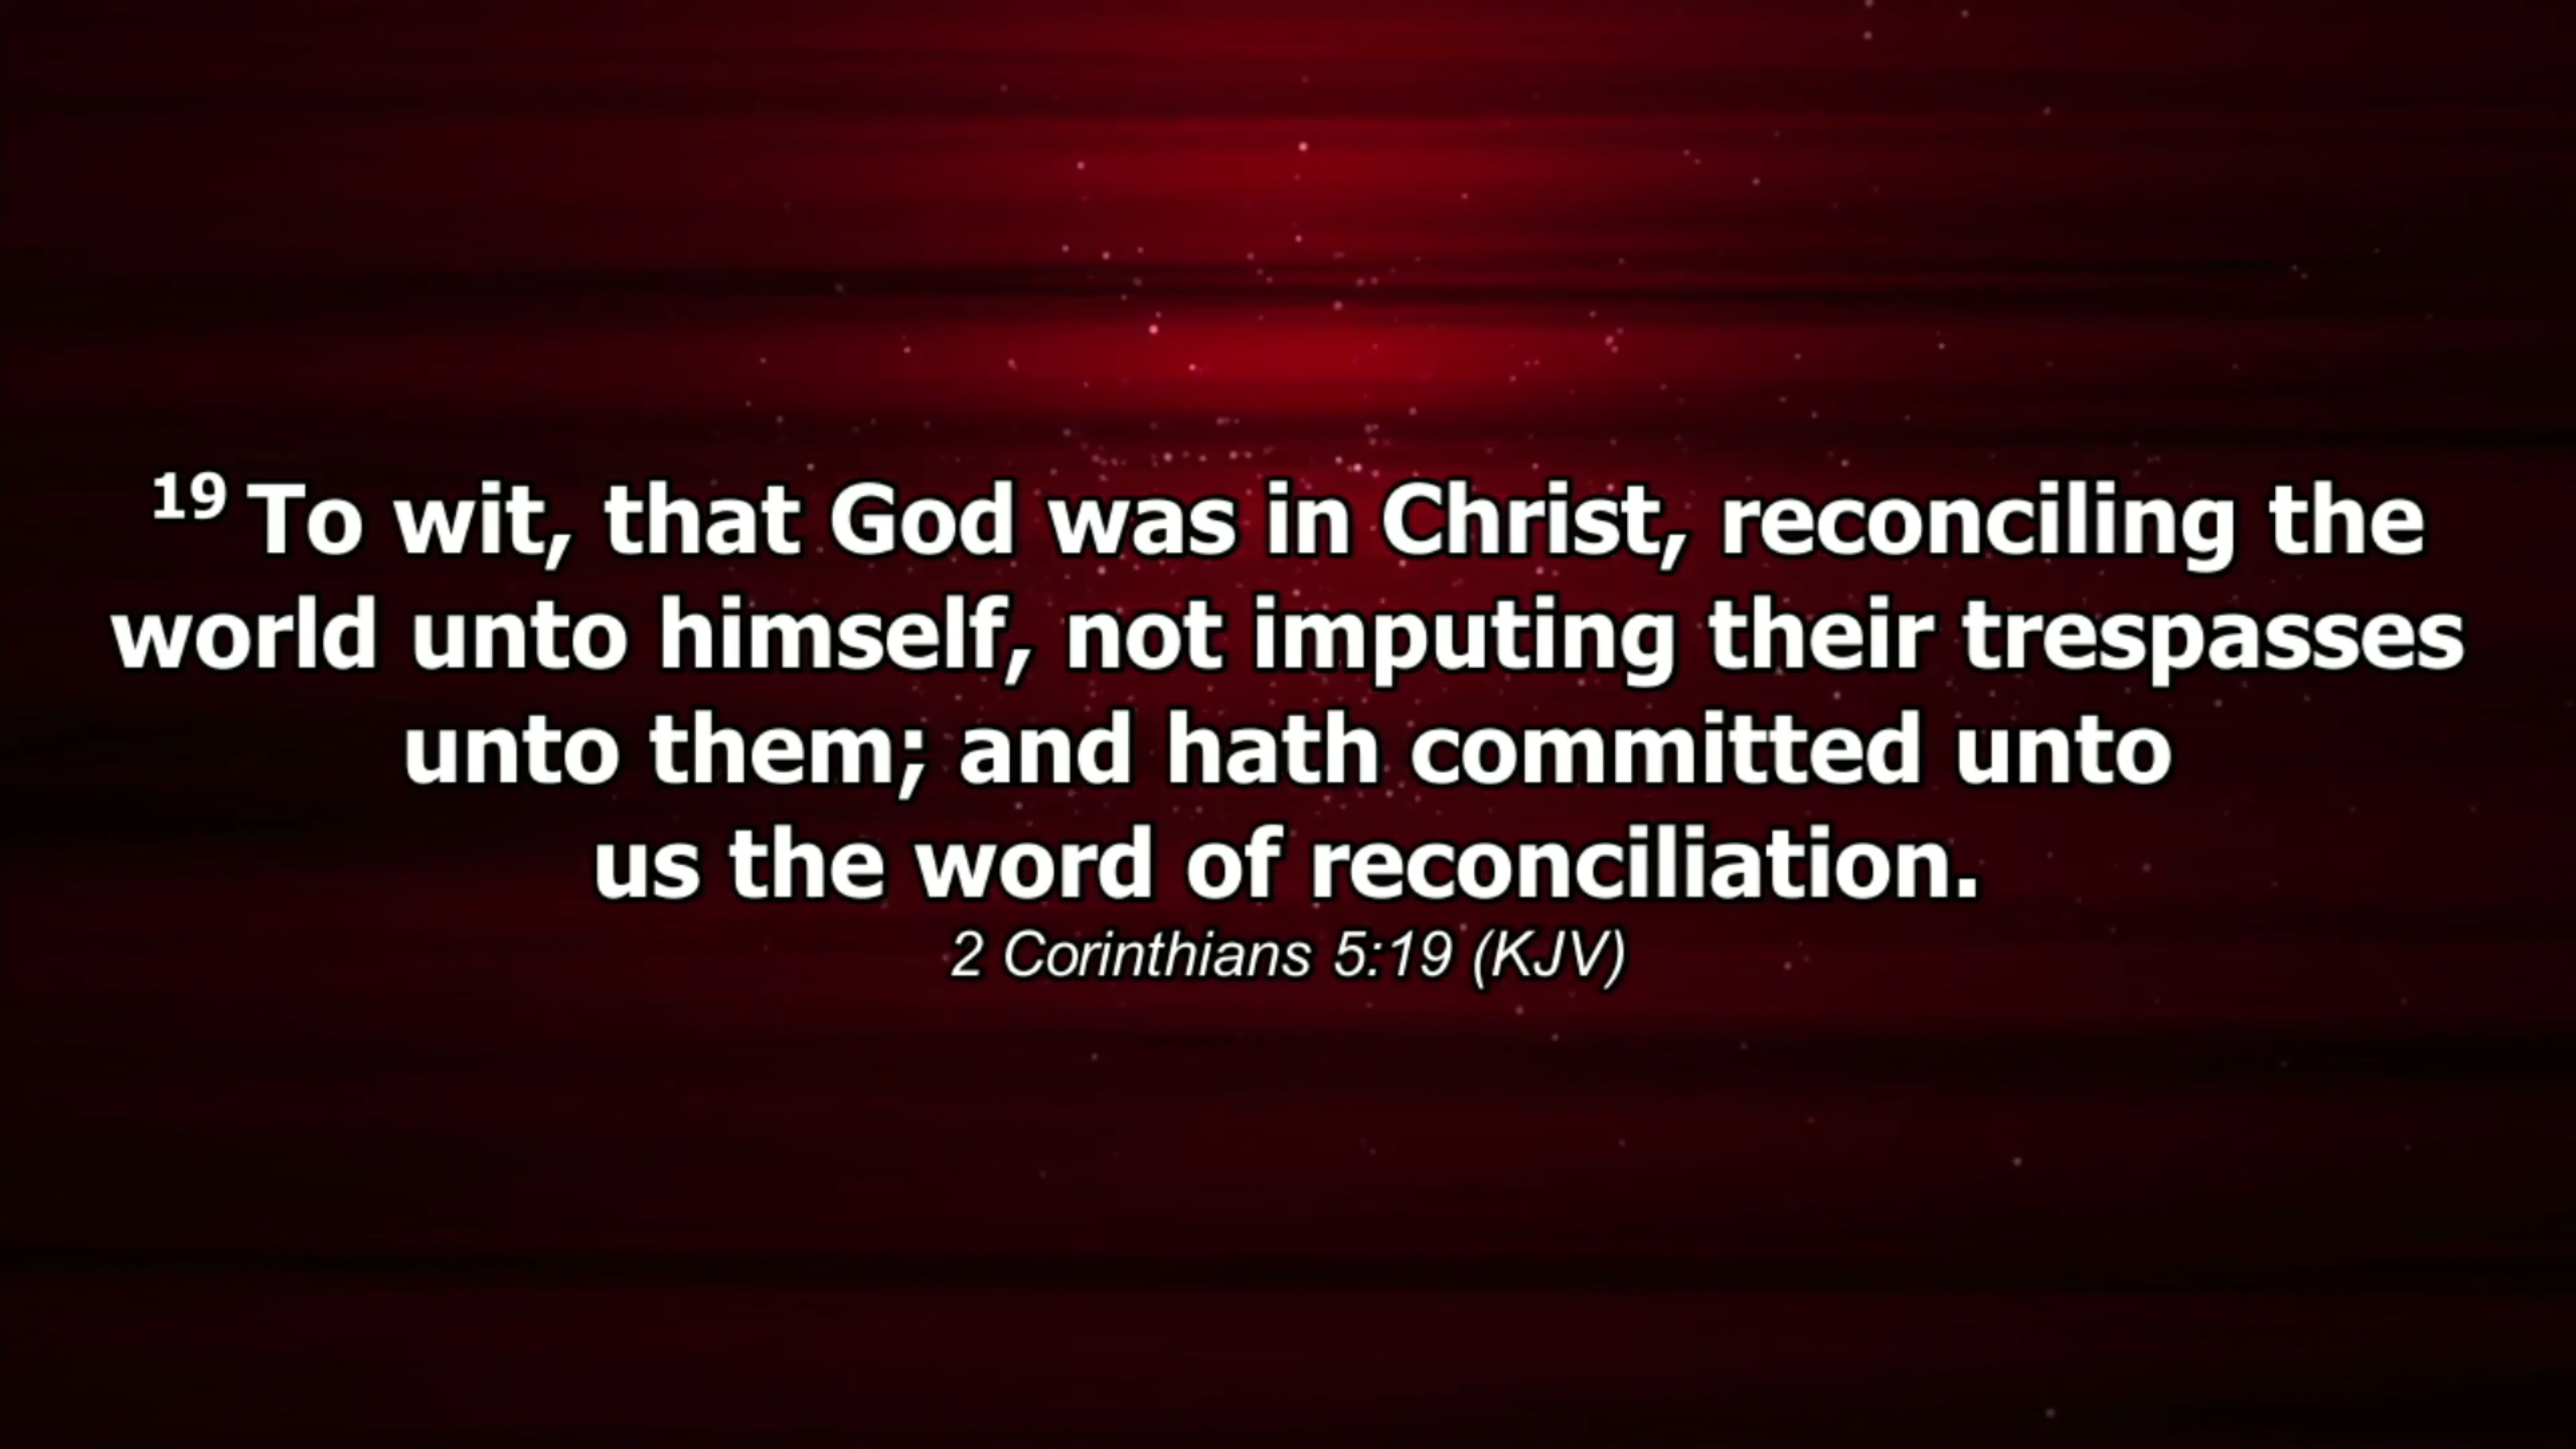 19 To wit, that God was in Christ, reconciling the
world unto himself, not imputing their trespasses
unto them; and hath committed unto
us the word of reconciliation.
2 Corinthians 5:19 (KJV)